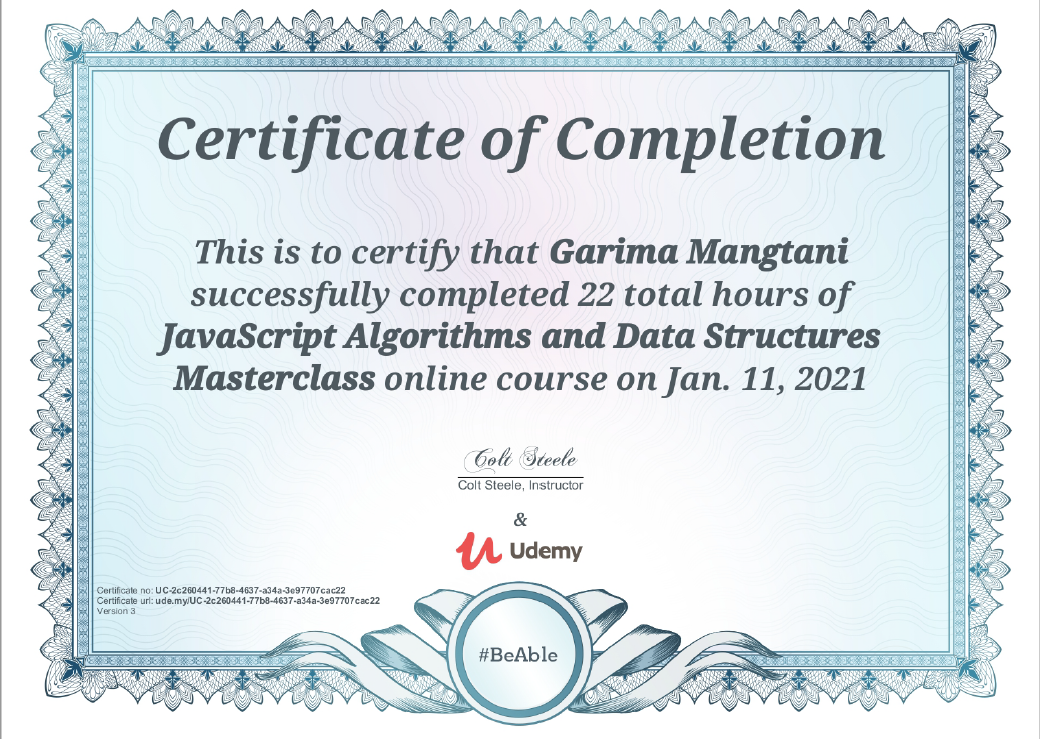 Certificate of Completion
This is to certify that Garima Mangtani
successfully completed 22 total hours of
JavaScript Algorithms and Data Structures
Masterclass online course on Jan. 11, 2021
Colt Steele
Colt Steele, Instructor
&
Udemy
Certificate no: UC-2c260441-77b8-4637-a34a-3e97707cac22
Certificate url: ude.my/UC-2c260441-77b8-4637-a34a-3e97707cac22
Version 3
#BeAble